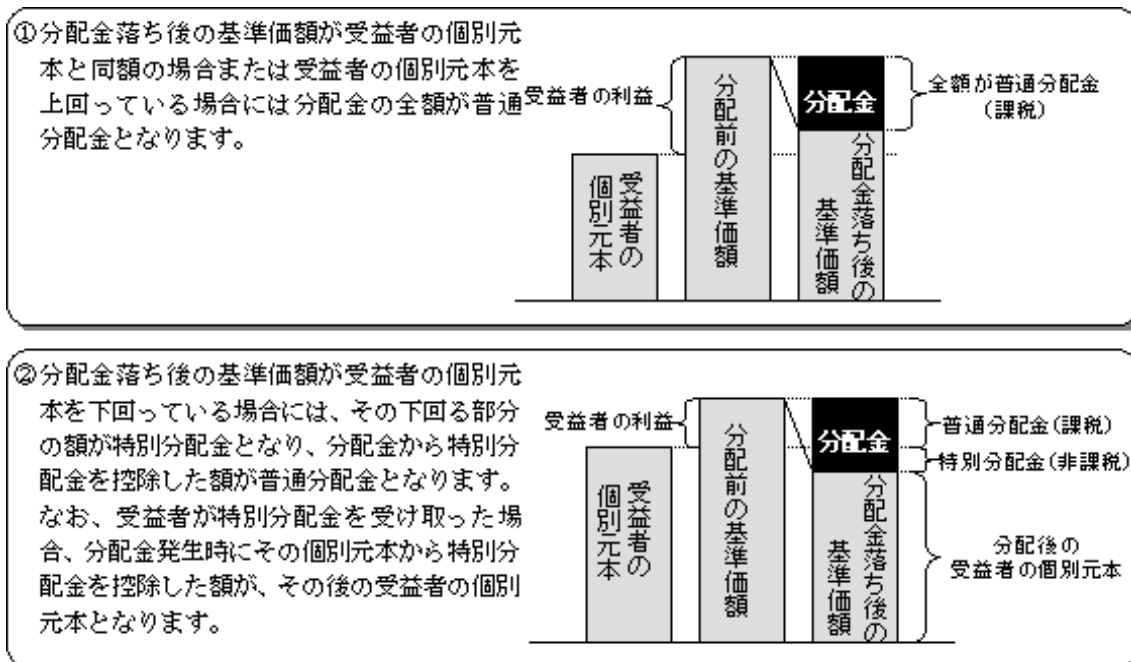 ①分配金落ち後の基準価額が受益者の個別元
本と同額の場合または受益者の個別元本を
上回っている場合には分配金の全額が普通
分配金となります。
受益者の利益
受益者の
個別元本
分配前の基準価額
分配金
分配金落ち後の
基準価額
全額が普通分配金
(課税)
②分配金落ち後の基準価額が受益者の個別元
本を下回っている場合には、その下回る部分
の額が特別分配金となり、分配金から特別分
配金を控除した額が普通分配金となります。
なお、受益者が特別分配金を受け取った場
合、分配金発生時にその個別元本から特別分
配金を控除した額が、その後の受益者の個別
元本となります。
受益者の利益
受益者の
個別元本
分配前の基準価額
分配金
分配金落ち後の
基準価額
普通分配金(課税)
特別分配金(非課税)
分配後の
受益者の個別元本